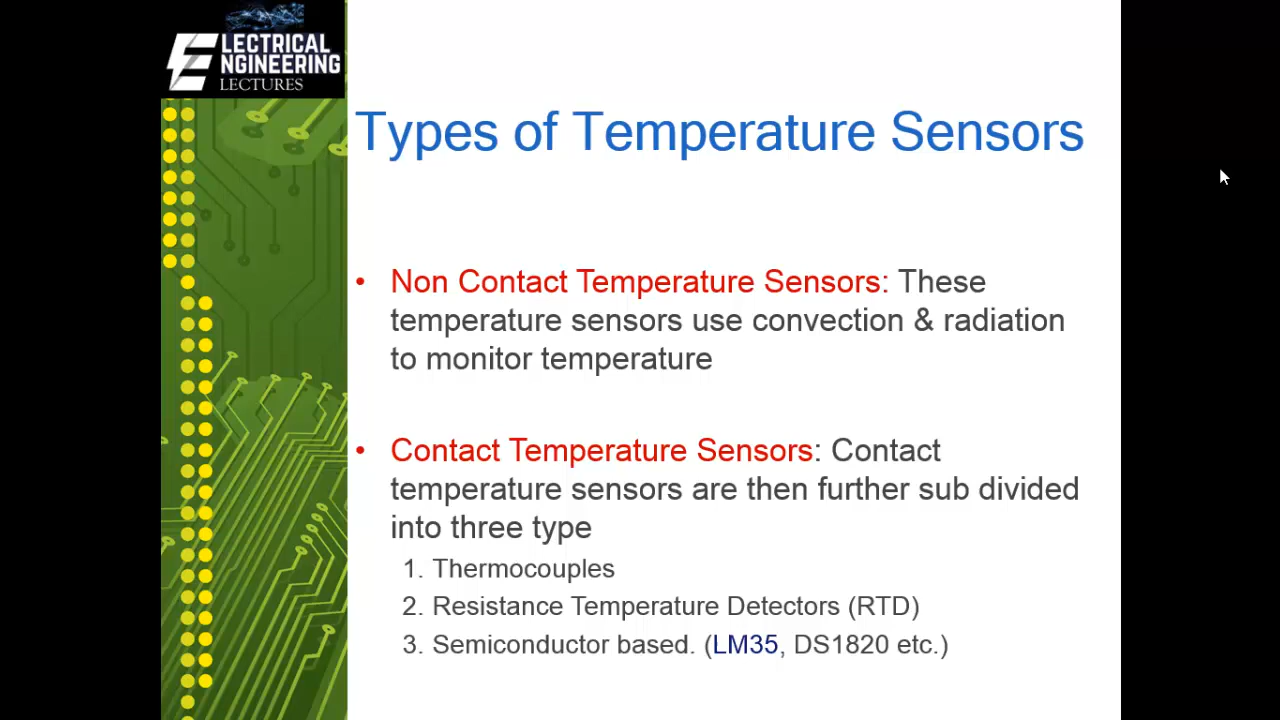 ELECTRICAL
ENGINEERING
LECTURES
Types of Temperature Sensors
• Non Contact Temperature Sensors: These
temperature sensors use convection & radiation
to monitor temperature
• Contact Temperature Sensors: Contact
temperature sensors are then further sub divided
into three type
1. Thermocouples
2. Resistance Temperature Detectors (RTD)
3. Semiconductor based. (LM35, DS1820 etc.)